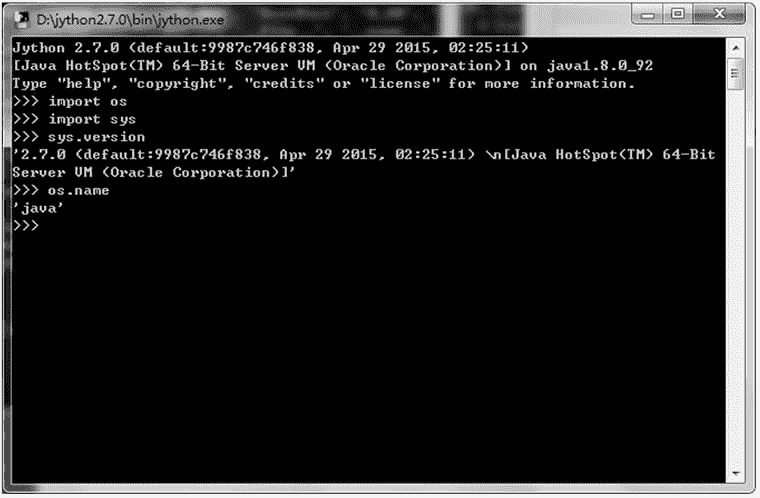 D:\jython2.7.0\bin\jython.exe
Jython 2.7.0 (default:9987c746f838, Apr 29 2015, 02:25:11)
[Java HotSpot(TM) 64-Bit Server VM (Oracle Corporation)] on java1.8.0_92
Type "help", "copyright", "credits" or "license" for more information.
>>> import os
>>> import sys
>>> sys.version
'2.7.0 (default:9987c746f838, Apr 29 2015, 02:25:11) \n[Java HotSpot(TM) 64-Bit
Server VM (Oracle Corporation)]'
>>> os.name
'java'
>>>